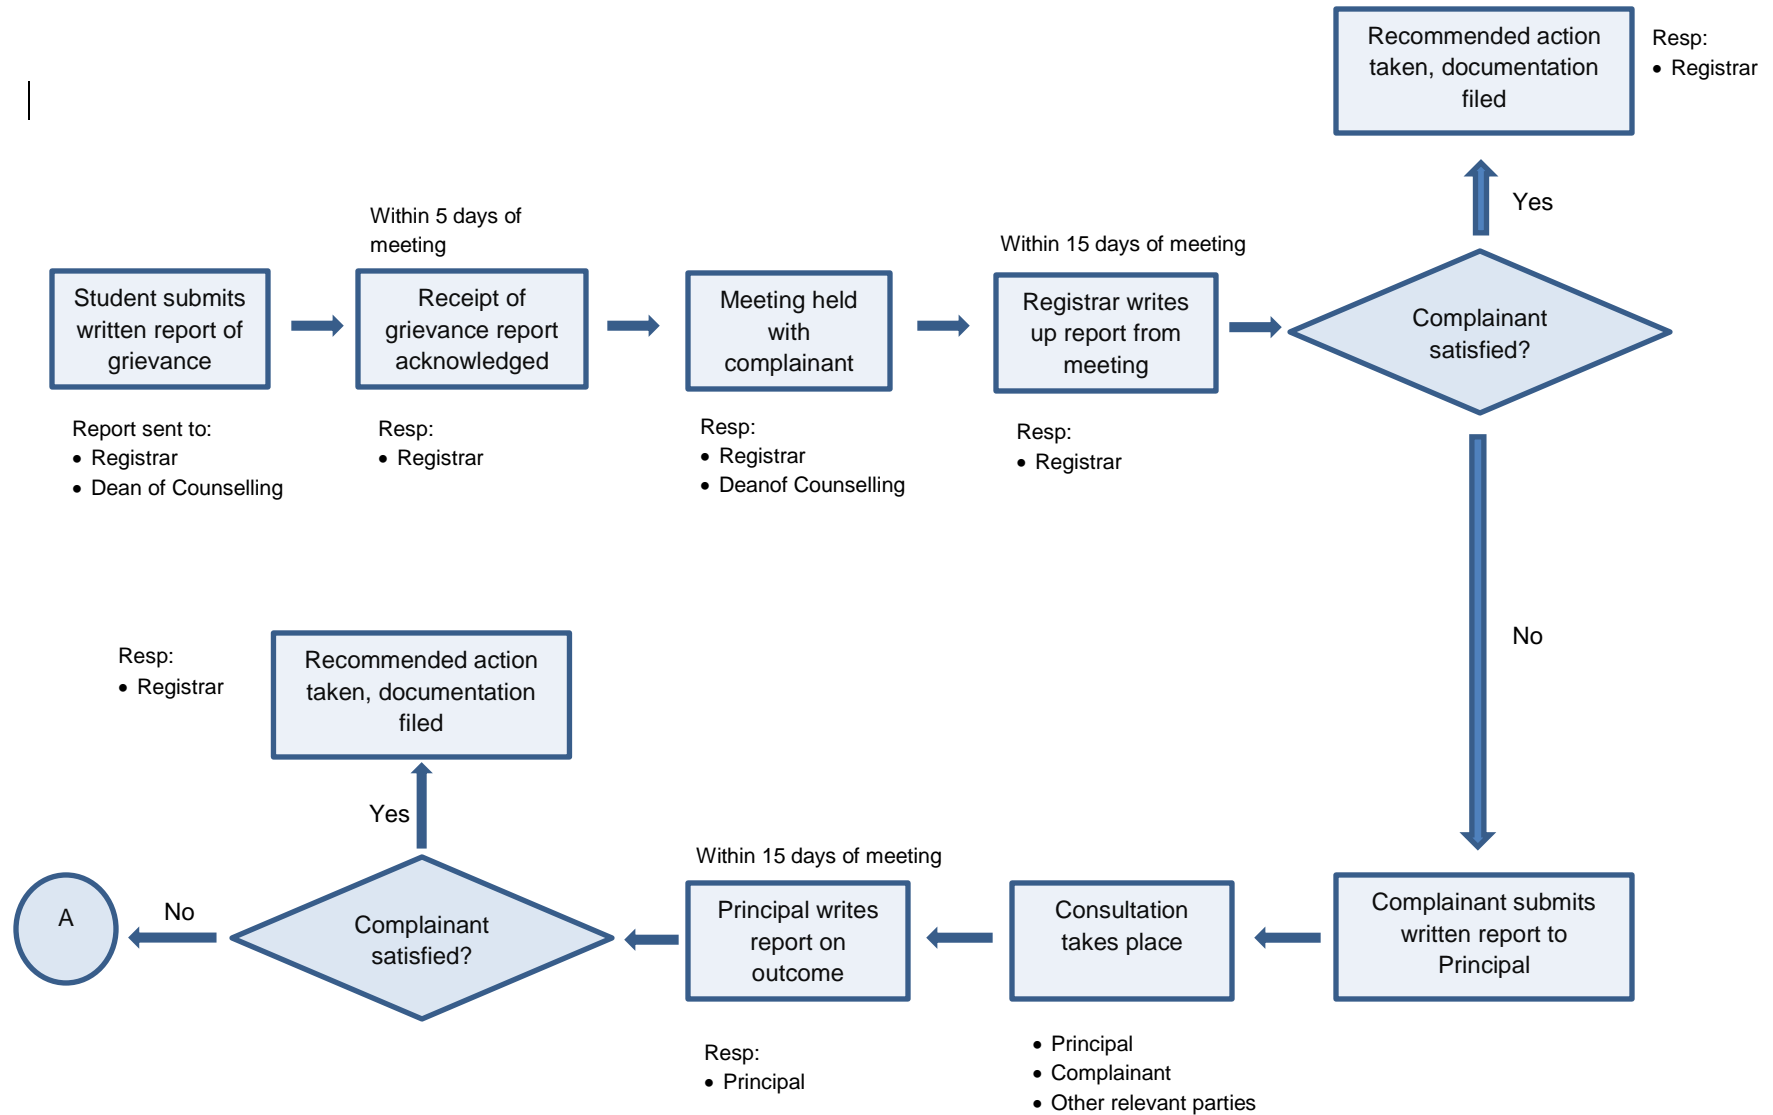 Recommended action
taken, documentation
filed
Resp:
• Registrar
Yes
Within 5 days of
meeting
Within 15 days of meeting
Student submits
written report of
grievance
Receipt of
grievance report
acknowledged
Meeting held
with
complainant
Registrar writes
up report from
meeting
Complainant
satisfied?
Report sent to:
• Registrar
• Dean of Counselling
Resp:
• Registrar
Resp:
• Registrar
• Deanof Counselling
Resp:
• Registrar
No
Complainant submits
written report to
Principal
Consultation
takes place
• Principal
• Complainant
• Other relevant parties
Within 15 days of meeting
Principal writes
report on
outcome
Resp:
• Principal
Complainant
satisfied?
Yes
Recommended action
taken, documentation
filed
Resp:
• Registrar
No
A